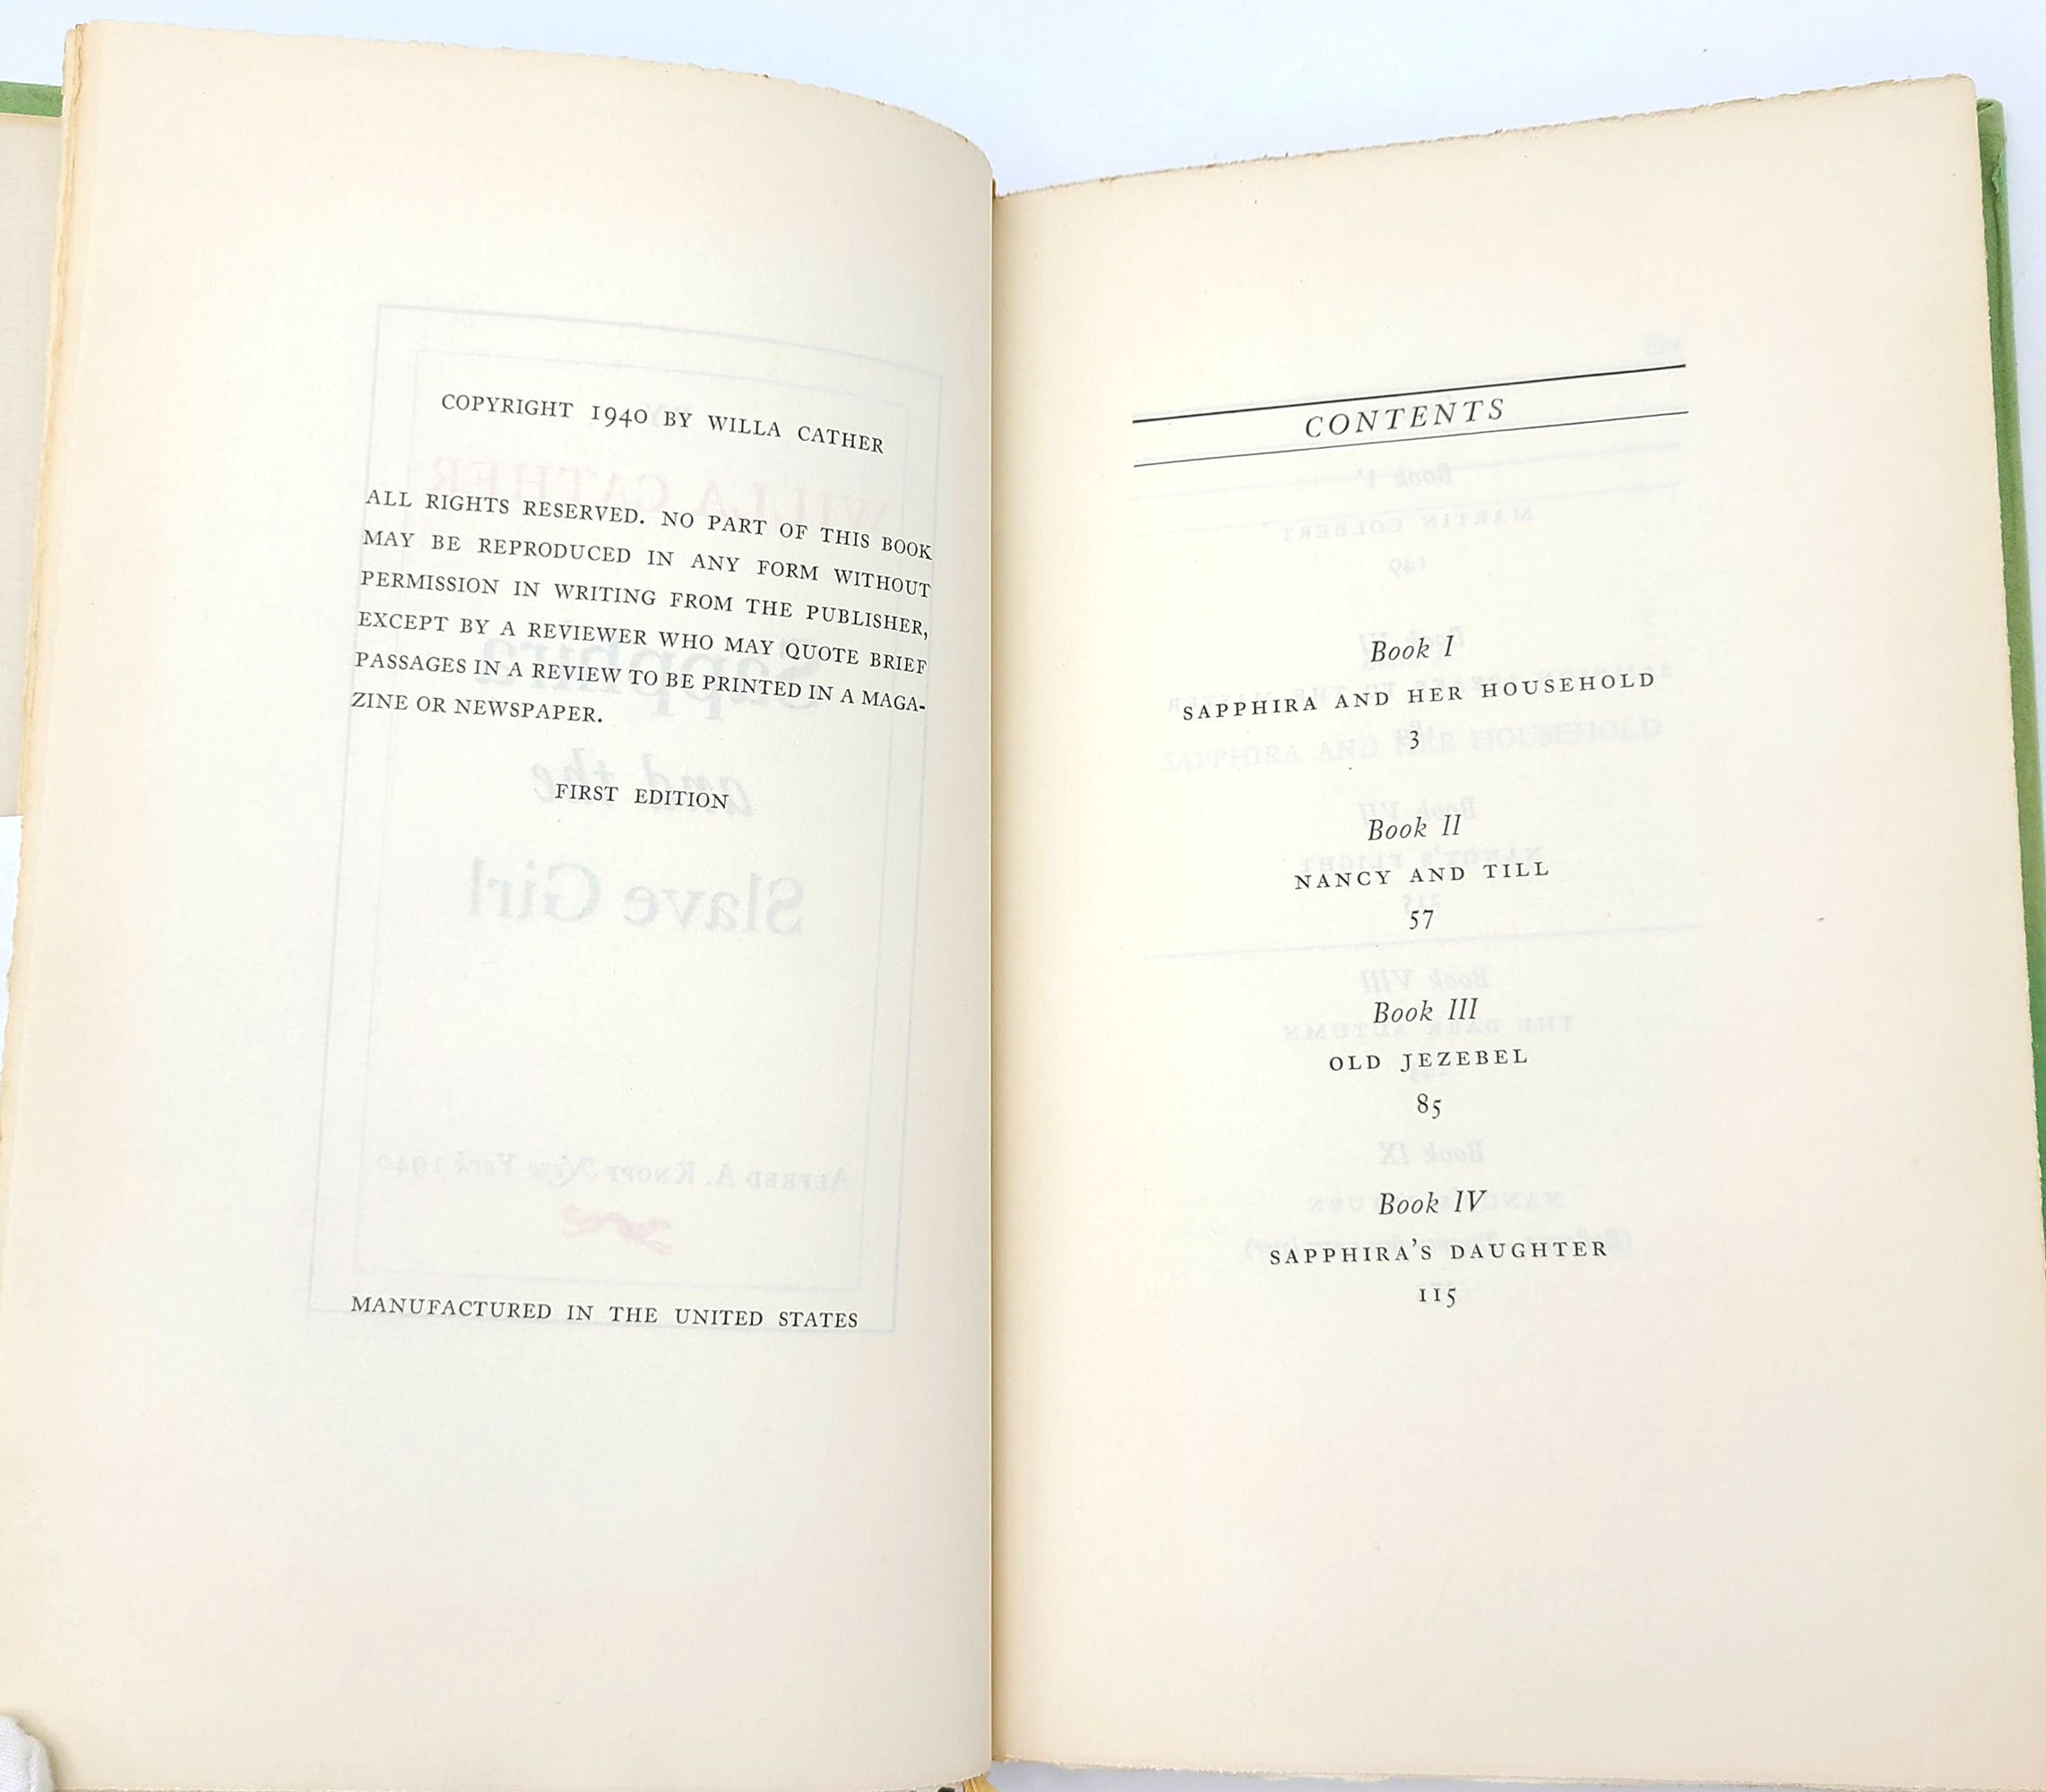 COPYRIGHT 1940 BY WILLA CATHER
ALL RIGHTS RESERVED. NO PART OF THIS BOOK
MAY BE REPRODUCED IN ANY FORM WITHOUT
PERMISSION IN WRITING FROM THE PUBLISHER,
EXCEPT BY A REVIEWER WHO MAY QUOTE BRIEF
PASSAGES IN A REVIEW TO BE PRINTED IN A MAGA-
ZINE OR NEWSPAPER.
FIRST EDITION
MANUFACTURED IN THE UNITED STATES
CONTENTS
Book I
SAPPHIRA AND HER HOUSEHOLD
3
Book II
NANCY AND TILL
57
Book III
OLD JEZEBEL
85
Book IV
SAPPHIRA'S DAUGHTER
115